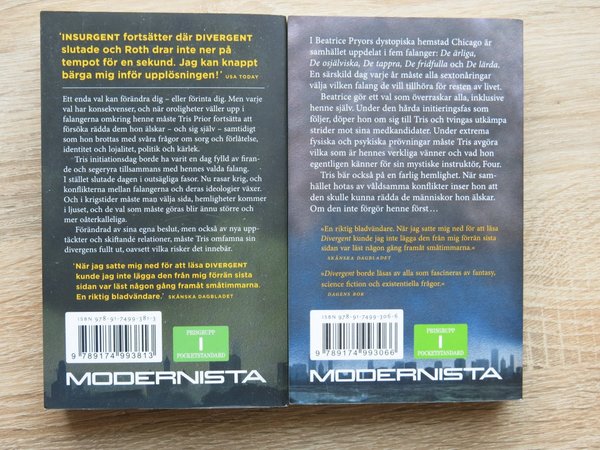 'INSURGENT fortsätter där DIVERGENT
slutade och Roth drar inte ner på
tempot för en sekund. Jag kan knappt
bärga mig inför upplösningen!' USA TODAY
Ett enda val kan förändra dig – eller förinta dig. Men varje
val har konsekvenser, och när oroligheter väller upp i
falangerna omkring henne måste Tris Prior fortsätta att
försöka rädda dem hon älskar – och sig själv – samtidigt
som hon brottas med svåra frågor om sorg och förlåtelse,
identitet och lojalitet, politik och kärlek.
Tris initiationsdag borde ha varit en dag fylld av firan-
de och segeryra tillsammans med hennes valda falang.
I stället slutade dagen i outsägliga fasor. Nu rasar krig, och
konflikterna mellan falangerna och deras ideologier växer.
Och i krigstider måste man välja sida, hemligheter kommer
i ljuset, och de val som måste göras blir ännu större och
mer oåterkalleliga.
Förändrad av sina egna beslut, men också av nya upp-
täckter och skiftande relationer, måste Tris omfamna sin
divergens fullt ut, oavsett vilka risker det innebär.
'När jag satte mig ned för att läsa DIVERGENT
kunde jag inte lägga den från mig förrän sista
sidan var läst någon gång framåt småtimmarna.
En riktig bladvändare.' SKÅNSKA DAGBLADET
ISBN 978-91-7499-381-3
9 789174 993813
PRISGRUPP
1
POCKETSTANDARD
MODERNISTA
I Beatrice Pryors dystopiska hemstad Chicago är
samhället uppdelat i fem falanger: De ärliga,
De osjälviska, De tappra, De fridfulla och De lärda.
En särskild dag varje år måste alla sextonåringar
välja vilken falang de vill tillhöra för resten av livet.
Beatrice gör ett val som överraskar alla, inklusive
henne själv. Under den hårda initieringsfas som
följer, döper hon om sig till Tris och tvingas utkämpa
strider mot sina medkandidater. Under extrema
fysiska och psykiska prövningar måste Tris avgöra
vilka som är hennes verkliga vänner och vad hon
egentligen känner för sin mystiske instruktör, Four.
Tris bär också på en farlig hemlighet. När sam-
hället hotas av våldsamma konflikter inser hon att
den skulle kunna rädda de människor hon älskar.
Om den inte förgör henne först …
»En riktig bladvändare. När jag satte mig ned för att läsa
Divergent kunde jag inte lägga den från mig förrän sista
sidan var läst någon gång framåt småtimmarna.«
SKÅNSKA DAGBLADET
»Divergent borde läsas av alla som fascineras av fantasy,
science fiction och existentiella frågor.«
DAGENS BOK
ISBN 978-91-7499-306-6
9 789174 993066
PRISGRUPP
1
POCKETSTANDARD
MODERNISTA